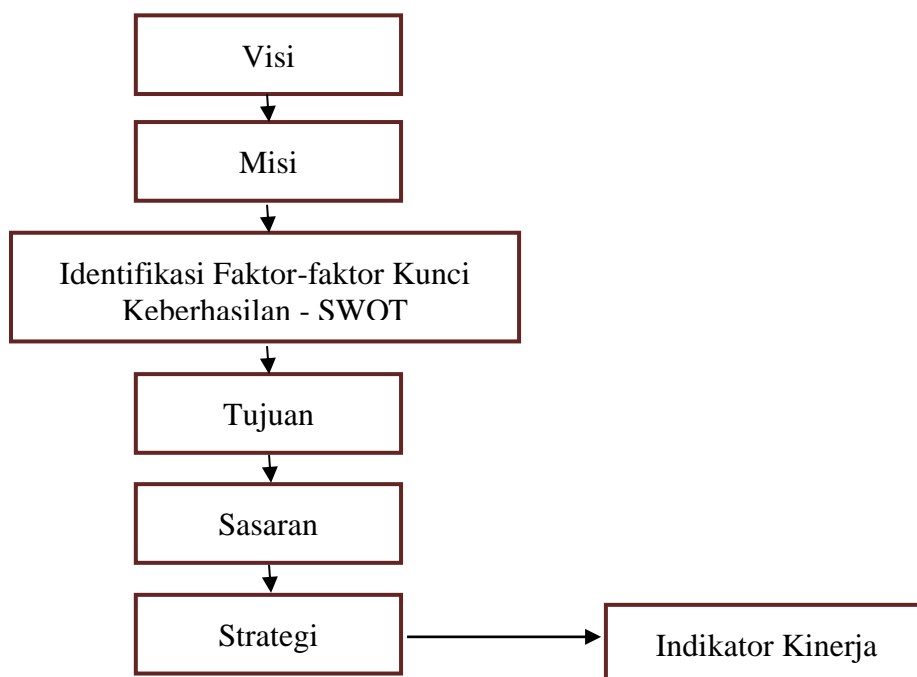 Visi
Misi
Identifikasi Faktor-faktor Kunci
Keberhasilan - SWOT
Tujuan
Sasaran
Strategi
Indikator Kinerja